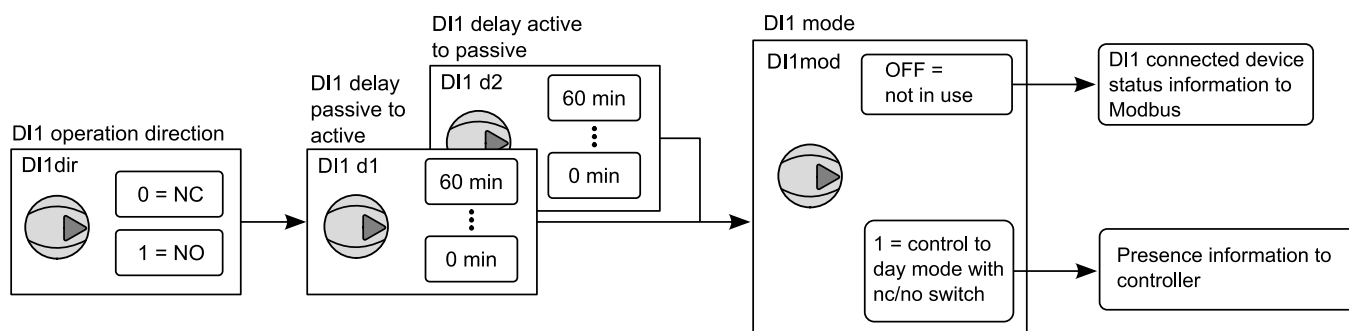 DI1 operation direction
DI1dir
0 = NC
1 = NO
DI1 delay
passive to
active
DI1 d1
60 min
0 min
DI1 delay active
to passive
DI1 d2
60 min
0 min
DI1 mode
DI1mod
OFF =
not in use
1 = control to
day mode with
nc/no switch
DI1 connected device
status information to
Modbus
Presence information to
controller